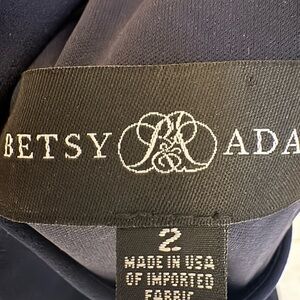 BETSY B&A ADA
2
MADE IN USA
OF IMPORTED
FABRIC